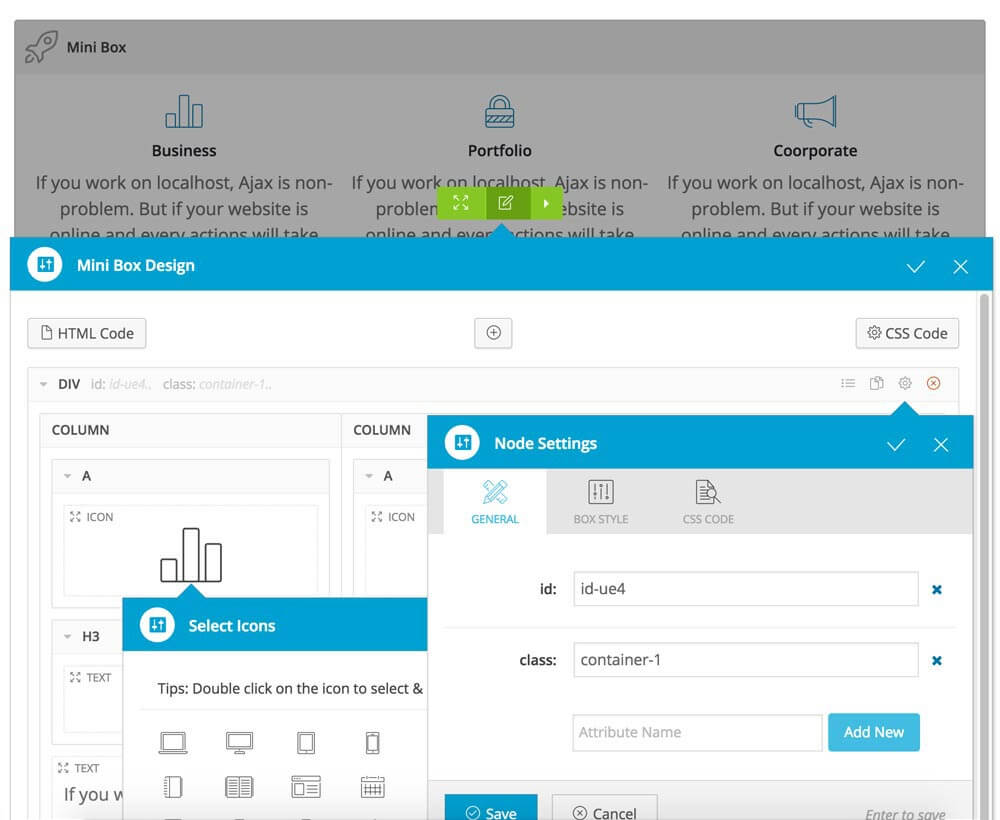 Mini Box
Business
Portfolio
Coorporate
If you work on localhost, Ajax is non-
problem. But if your website is
online and every actions will take
If you work on localhost, Ajax is non-
problem website is
online and every actions will take
If you work on localhost, Ajax is non-
problem. But if your website is
online and every actions will take
Mini Box Design
HTML Code
CSS Code
DIV id: id-ue4.. class: container-1..
COLUMN
COLUMN
A
A
ICON
ICON
Node Settings
GENERAL
BOX STYLE
CSS CODE
id: id-ue4
class: container-1
Attribute Name
Add New
Save
Cancel
Enter to save
Select Icons
Tips: Double click on the icon to select &
H3
TEXT
TEXT
If you w